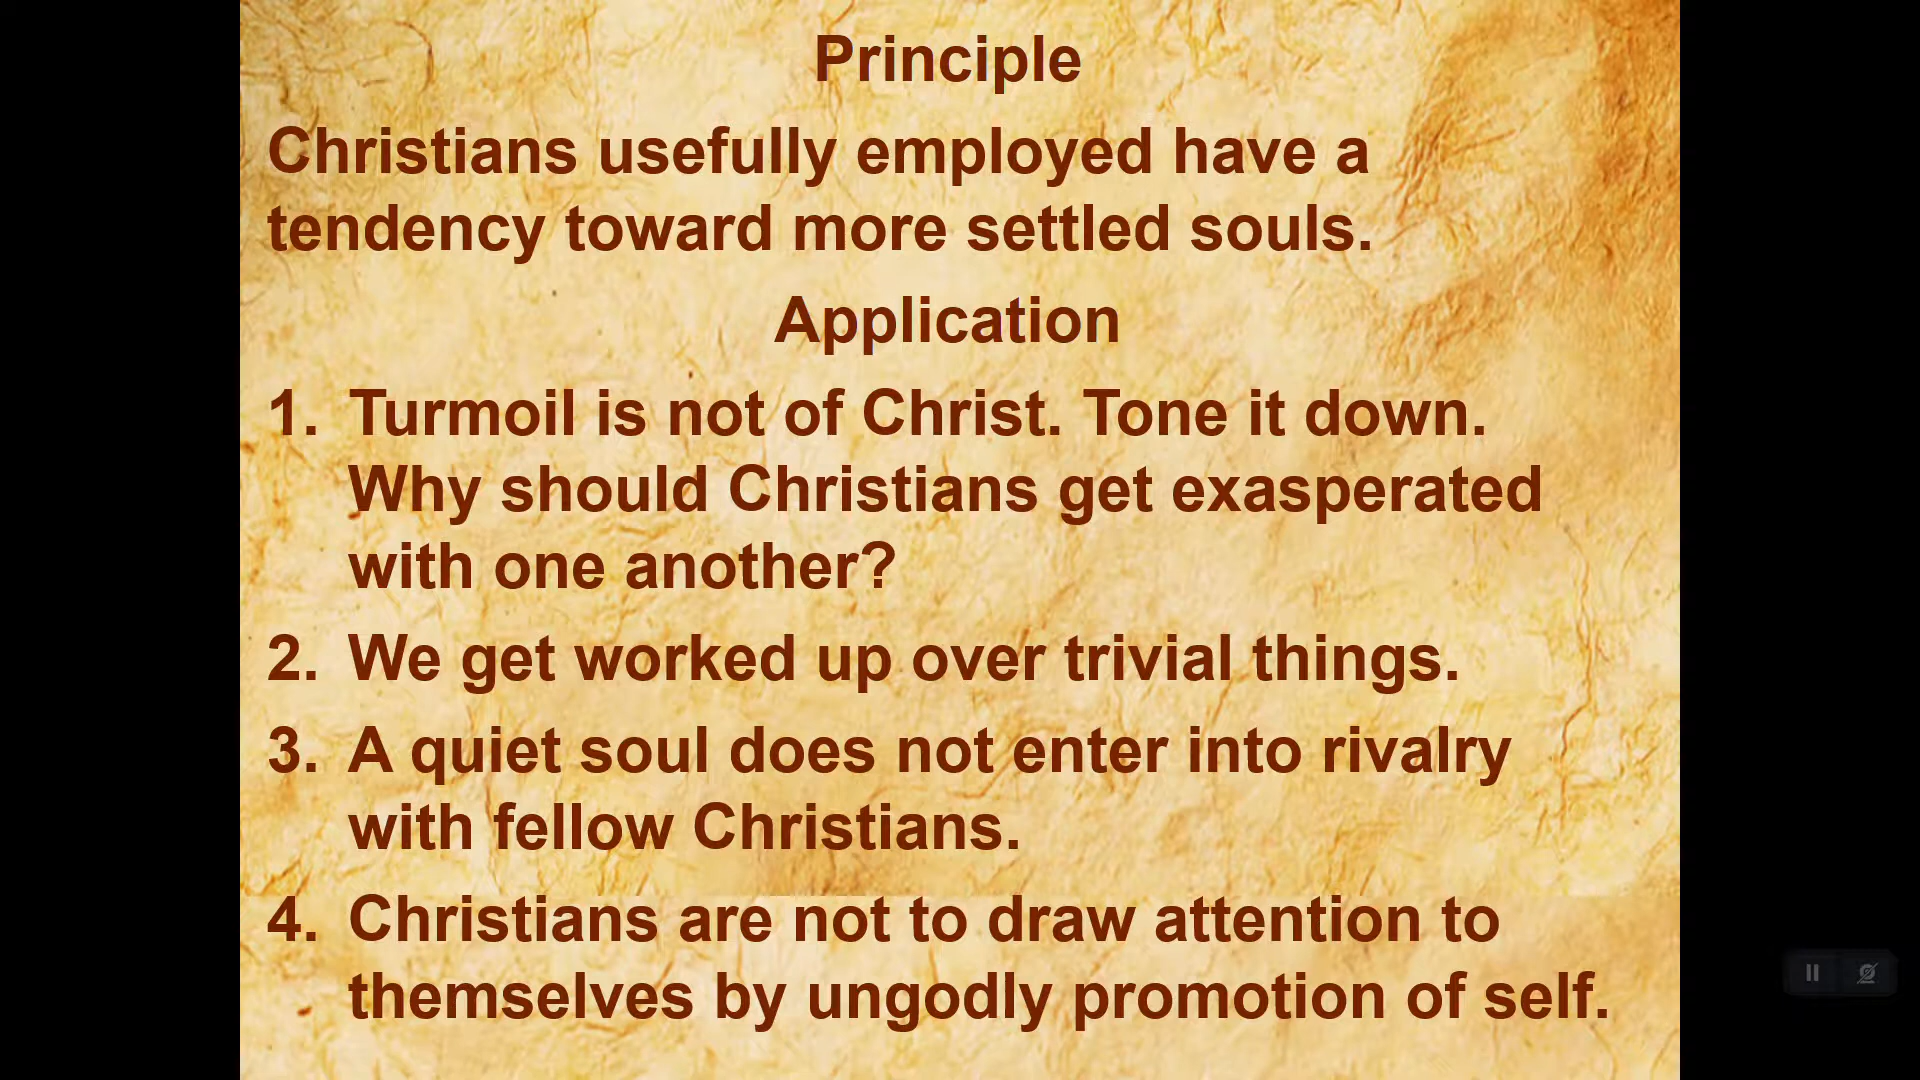 Principle
Christians usefully employed have a
tendency toward more settled souls.
Application
1. Turmoil is not of Christ. Tone it down.
Why should Christians get exasperated
with one another?
2. We get worked up over trivial things.
3. A quiet soul does not enter into rivalry
with fellow Christians.
4. Christians are not to draw attention to
themselves by ungodly promotion of self.